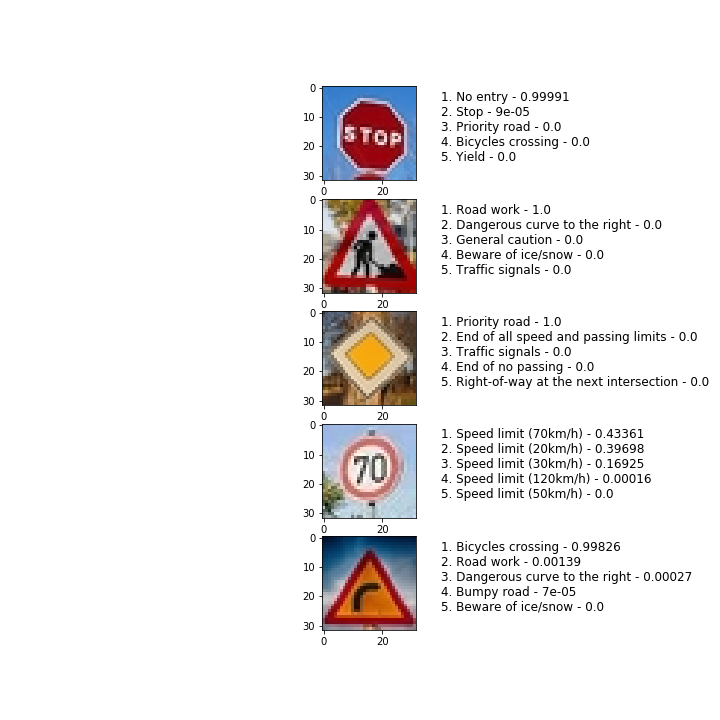 0
10
20
30
0
20
STOP
1. No entry - 0.99991
2. Stop - 9e-05
3. Priority road - 0.0
4. Bicycles crossing - 0.0
5. Yield - 0.0
0
10
20
30
0
20
1. Road work - 1.0
2. Dangerous curve to the right - 0.0
3. General caution - 0.0
4. Beware of ice/snow - 0.0
5. Traffic signals - 0.0
0
10
20
30
0
20
1. Priority road - 1.0
2. End of all speed and passing limits - 0.0
3. Traffic signals - 0.0
4. End of no passing - 0.0
5. Right-of-way at the next intersection - 0.0
0
10
20
30
0
20
70
1. Speed limit (70km/h) - 0.43361
2. Speed limit (20km/h) - 0.39698
3. Speed limit (30km/h) - 0.16925
4. Speed limit (120km/h) - 0.00016
5. Speed limit (50km/h) - 0.0
0
10
20
30
0
20
1. Bicycles crossing - 0.99826
2. Road work - 0.00139
3. Dangerous curve to the right - 0.00027
4. Bumpy road - 7e-05
5. Beware of ice/snow - 0.0